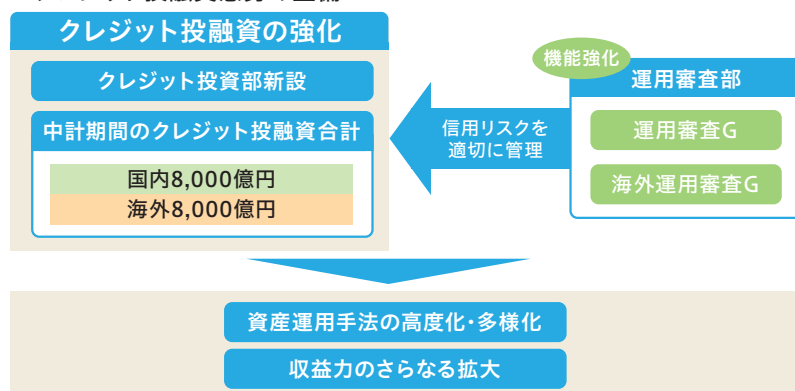 クレジット投融資の強化
クレジット投資部新設
中計期間のクレジット投融資合計
国内8,000億円
海外8,000億円
信用リスクを
適切に管理
機能強化
運用審査部
運用審査G
海外運用審査G
資産運用手法の高度化・多様化
収益力のさらなる拡大